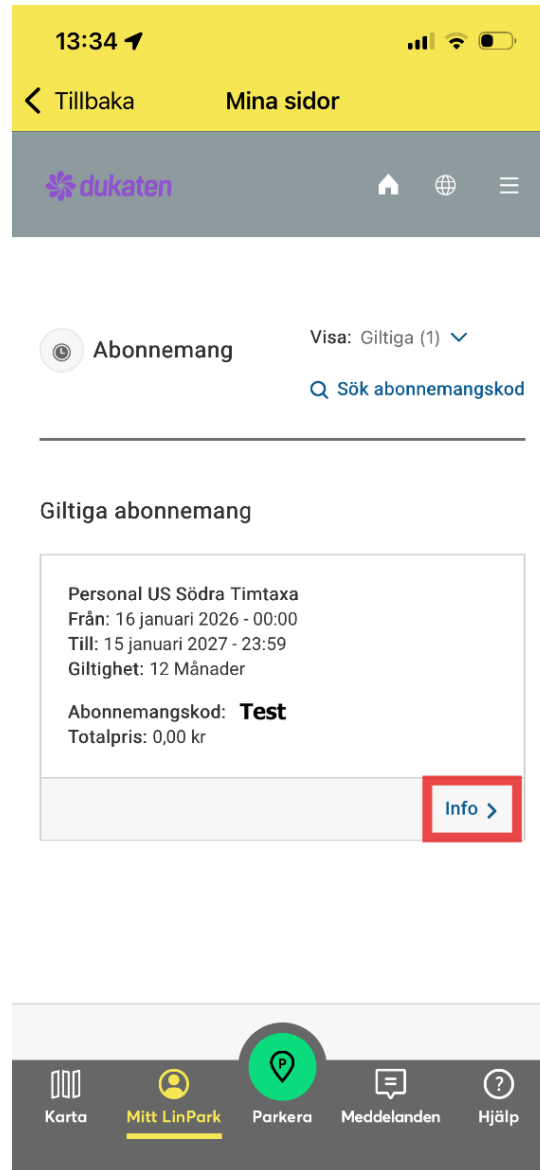 13:34
Tillbaka
Mina sidor
dukaten
Abonnemang
Visa: Giltiga (1)
Sök abonnemangskod
Giltiga abonnemang
Personal US Södra Timtaxa
Från: 16 januari 2026 - 00:00
Till: 15 januari 2027 - 23:59
Giltighet: 12 Månader
Abonnemangskod: Test
Totalpris: 0,00 kr
Info
P
Karta
Mitt LinPark
Parkera
Meddelanden
Hjälp